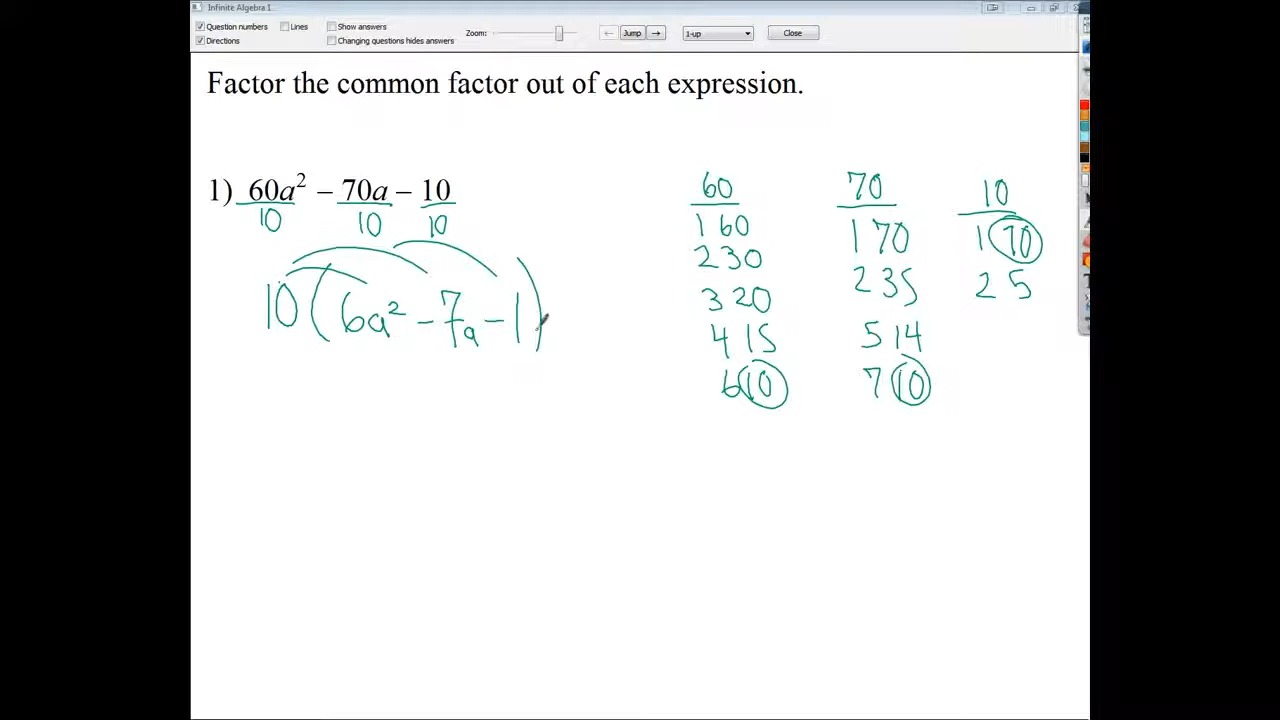 Infinite Algebra 1
Question numbers Lines Show answers
Directions Changing questions hides answers
Zoom: ← Jump → 1-up Close
Factor the common factor out of each expression.
1) 60a² – 70a – 10
10 10 10
10(6a² – 7a – 1)
60 70 10
1 60 1 70 1 10
2 30 2 35 2 5
3 20
4 15 5 14
6 10 7 10